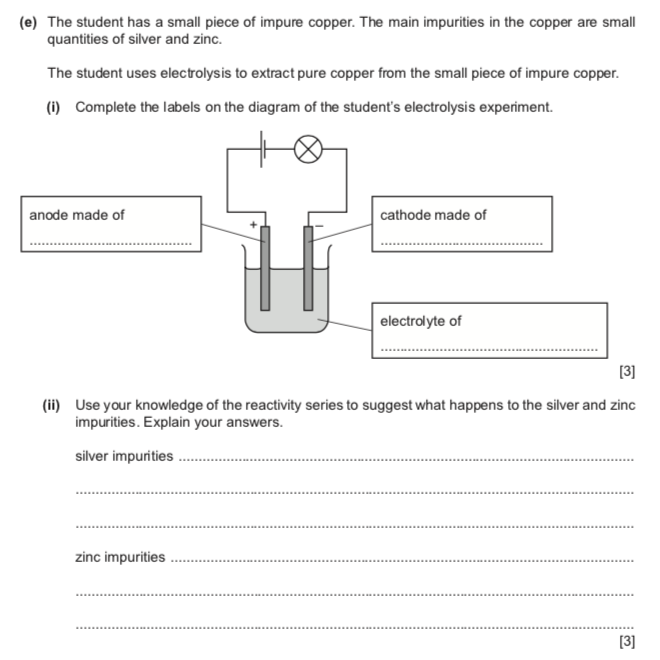 (e) The student has a small piece of impure copper. The main impurities in the copper are small
quantities of silver and zinc.
The student uses electrolysis to extract pure copper from the small piece of impure copper.
(i) Complete the labels on the diagram of the student's electrolysis experiment.
anode made of
..........................................
+
–
cathode made of
..........................................
electrolyte of
........................................................
[3]
(ii) Use your knowledge of the reactivity series to suggest what happens to the silver and zinc
impurities. Explain your answers.
silver impurities ........................................................................................................................
................................................................................................................................................
................................................................................................................................................
zinc impurities ..........................................................................................................................
................................................................................................................................................
................................................................................................................................................
[3]